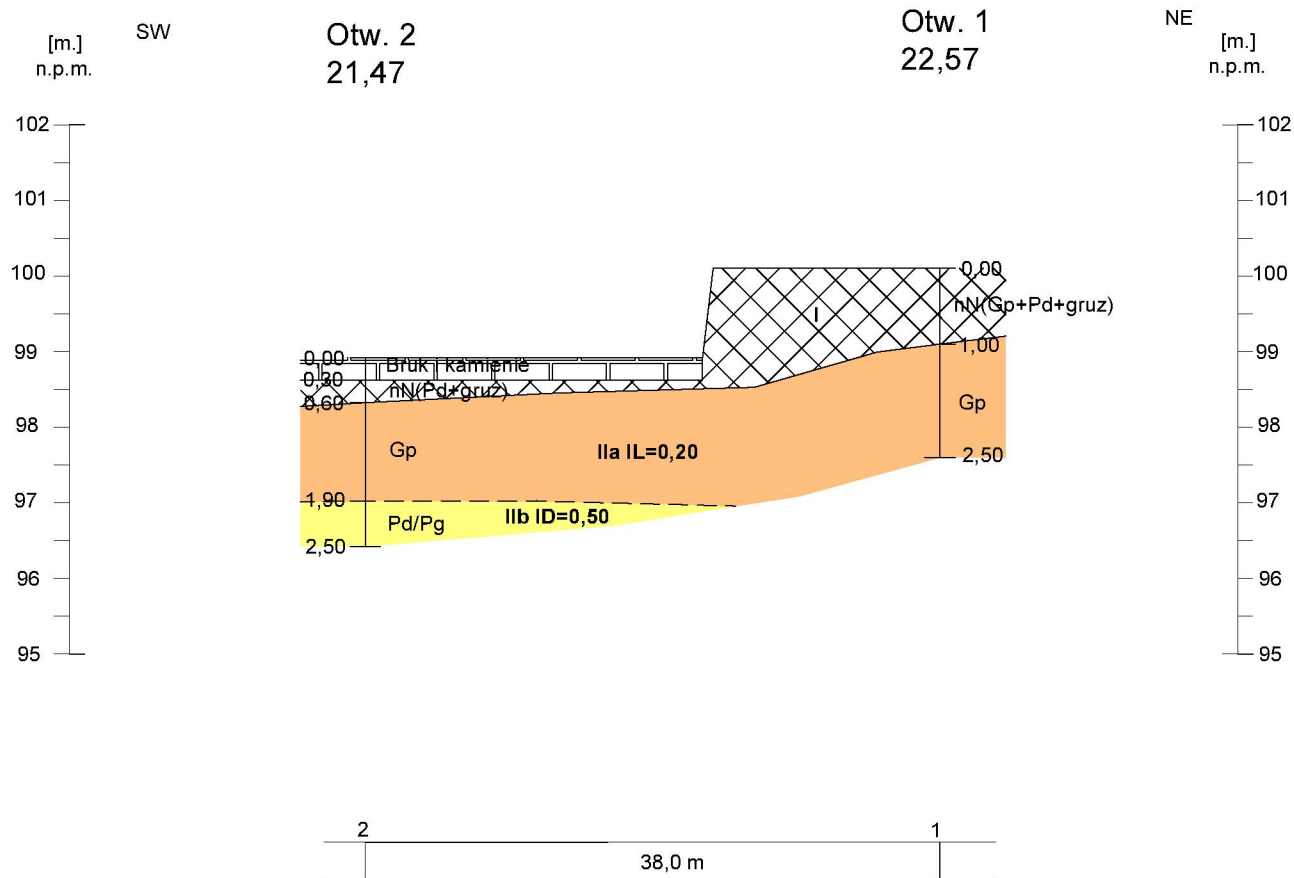 [m.]
n.p.m.
SW
Otw. 2
21,47
Otw. 1
22,57
NE
[m.]
n.p.m.
102
101
100
99
98
97
96
95
102
101
100
99
98
97
96
95
0,00
nN(Gp+Pd+gruz)
I
1,00
Gp
2,50
0,00
Bruk i kamienie
0,30
nN(Pd+gruz)
0,60
Gp
IIa IL=0,20
1,90
Pd/Pg
IIb ID=0,50
2,50
2
1
38,0 m